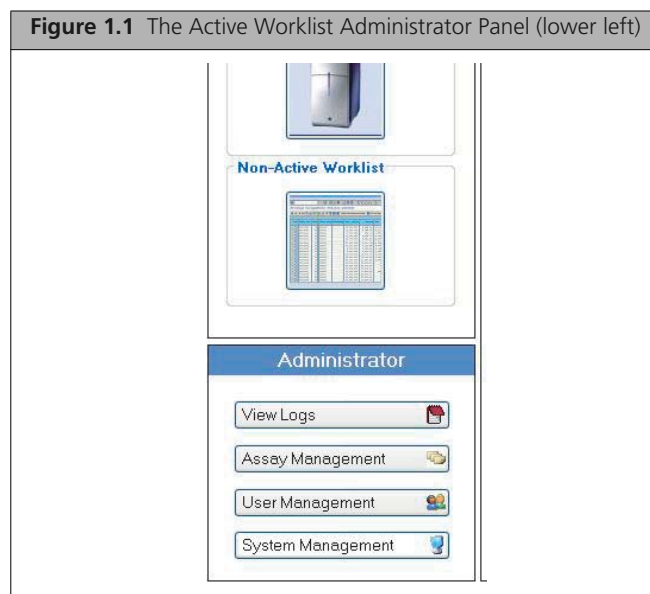 Figure 1.1 The Active Worklist Administrator Panel (lower left)
Non-Active Worklist
Administrator
View Logs
Assay Management
User Management
System Management